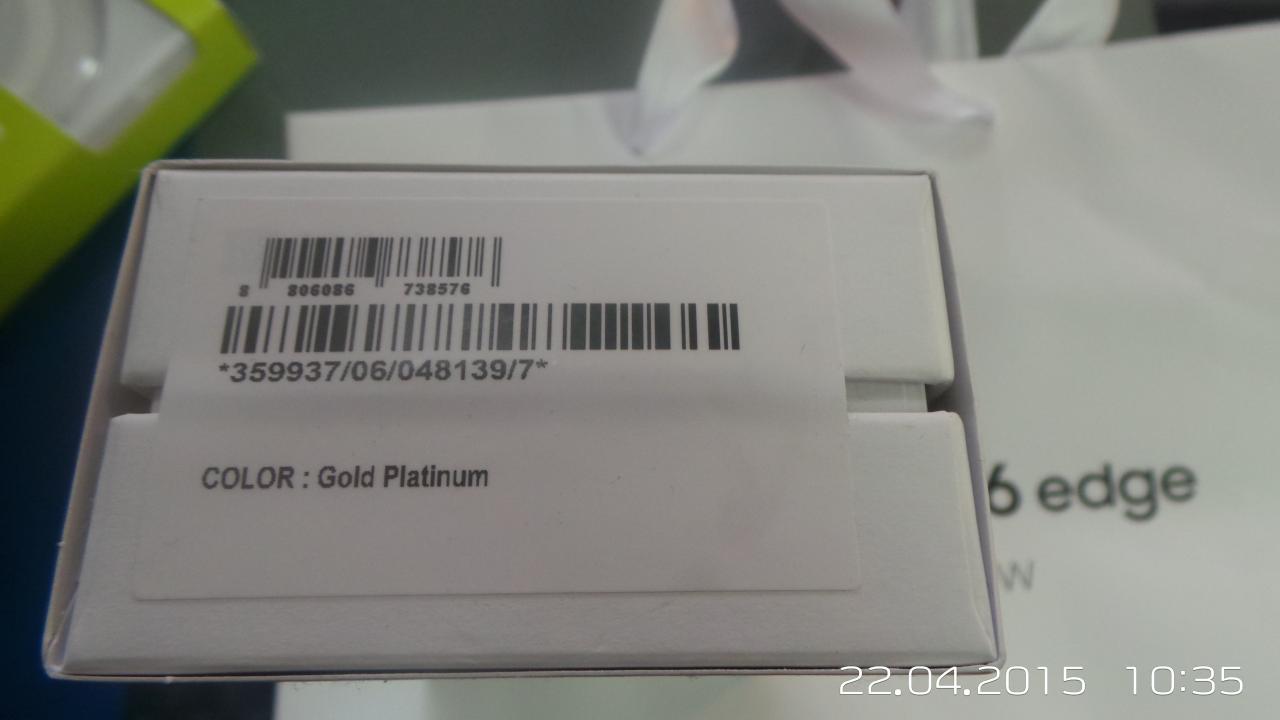 8 806086 738576
*359937/06/048139/7*
COLOR : Gold Platinum
6 edge
W
22.04.2015 10:35